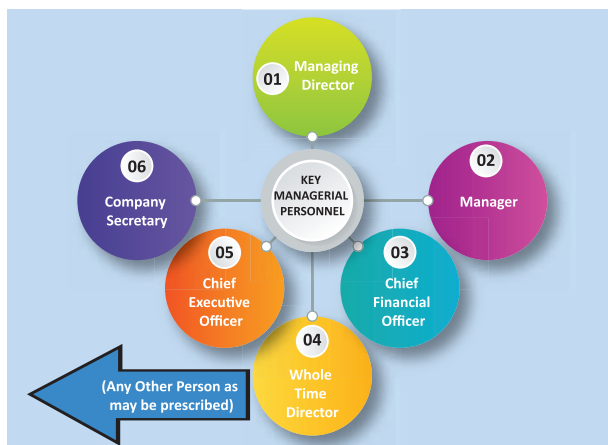 01
Managing
Director
KEY
MANAGERIAL
PERSONNEL
02
Manager
03
Chief
Financial
Officer
04
Whole
Time
Director
05
Chief
Executive
Officer
06
Company
Secretary
(Any Other Person as
may be prescribed)